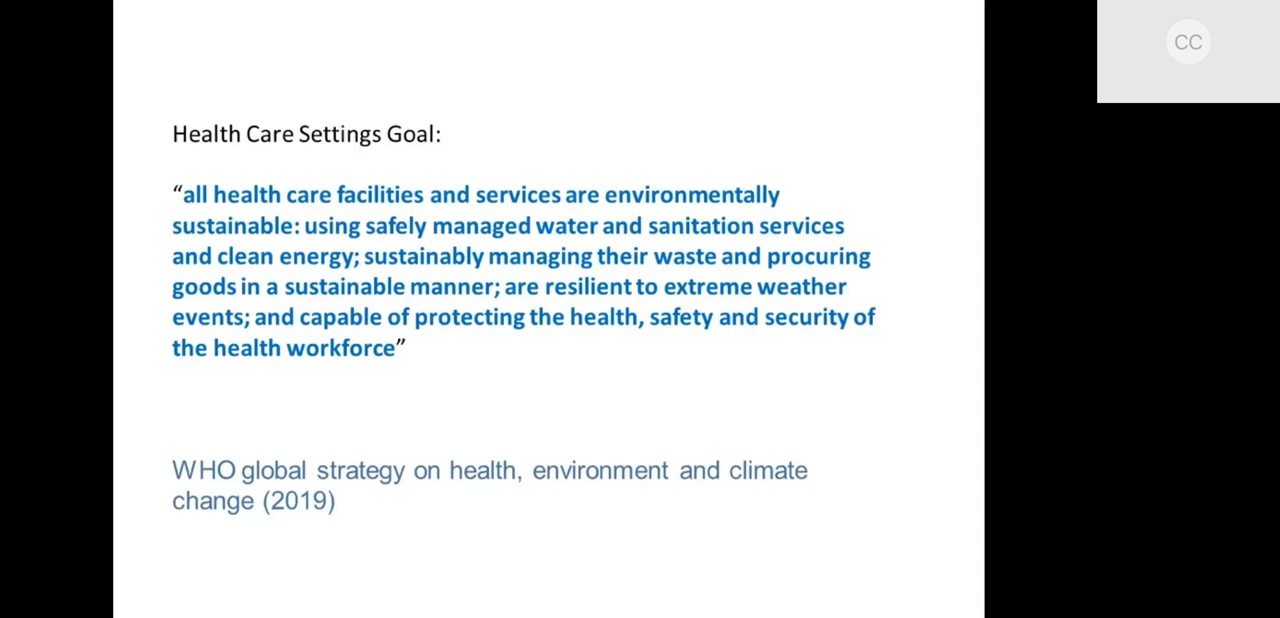 CC
Health Care Settings Goal:
“all health care facilities and services are environmentally
sustainable: using safely managed water and sanitation services
and clean energy; sustainably managing their waste and procuring
goods in a sustainable manner; are resilient to extreme weather
events; and capable of protecting the health, safety and security of
the health workforce”
WHO global strategy on health, environment and climate
change (2019)